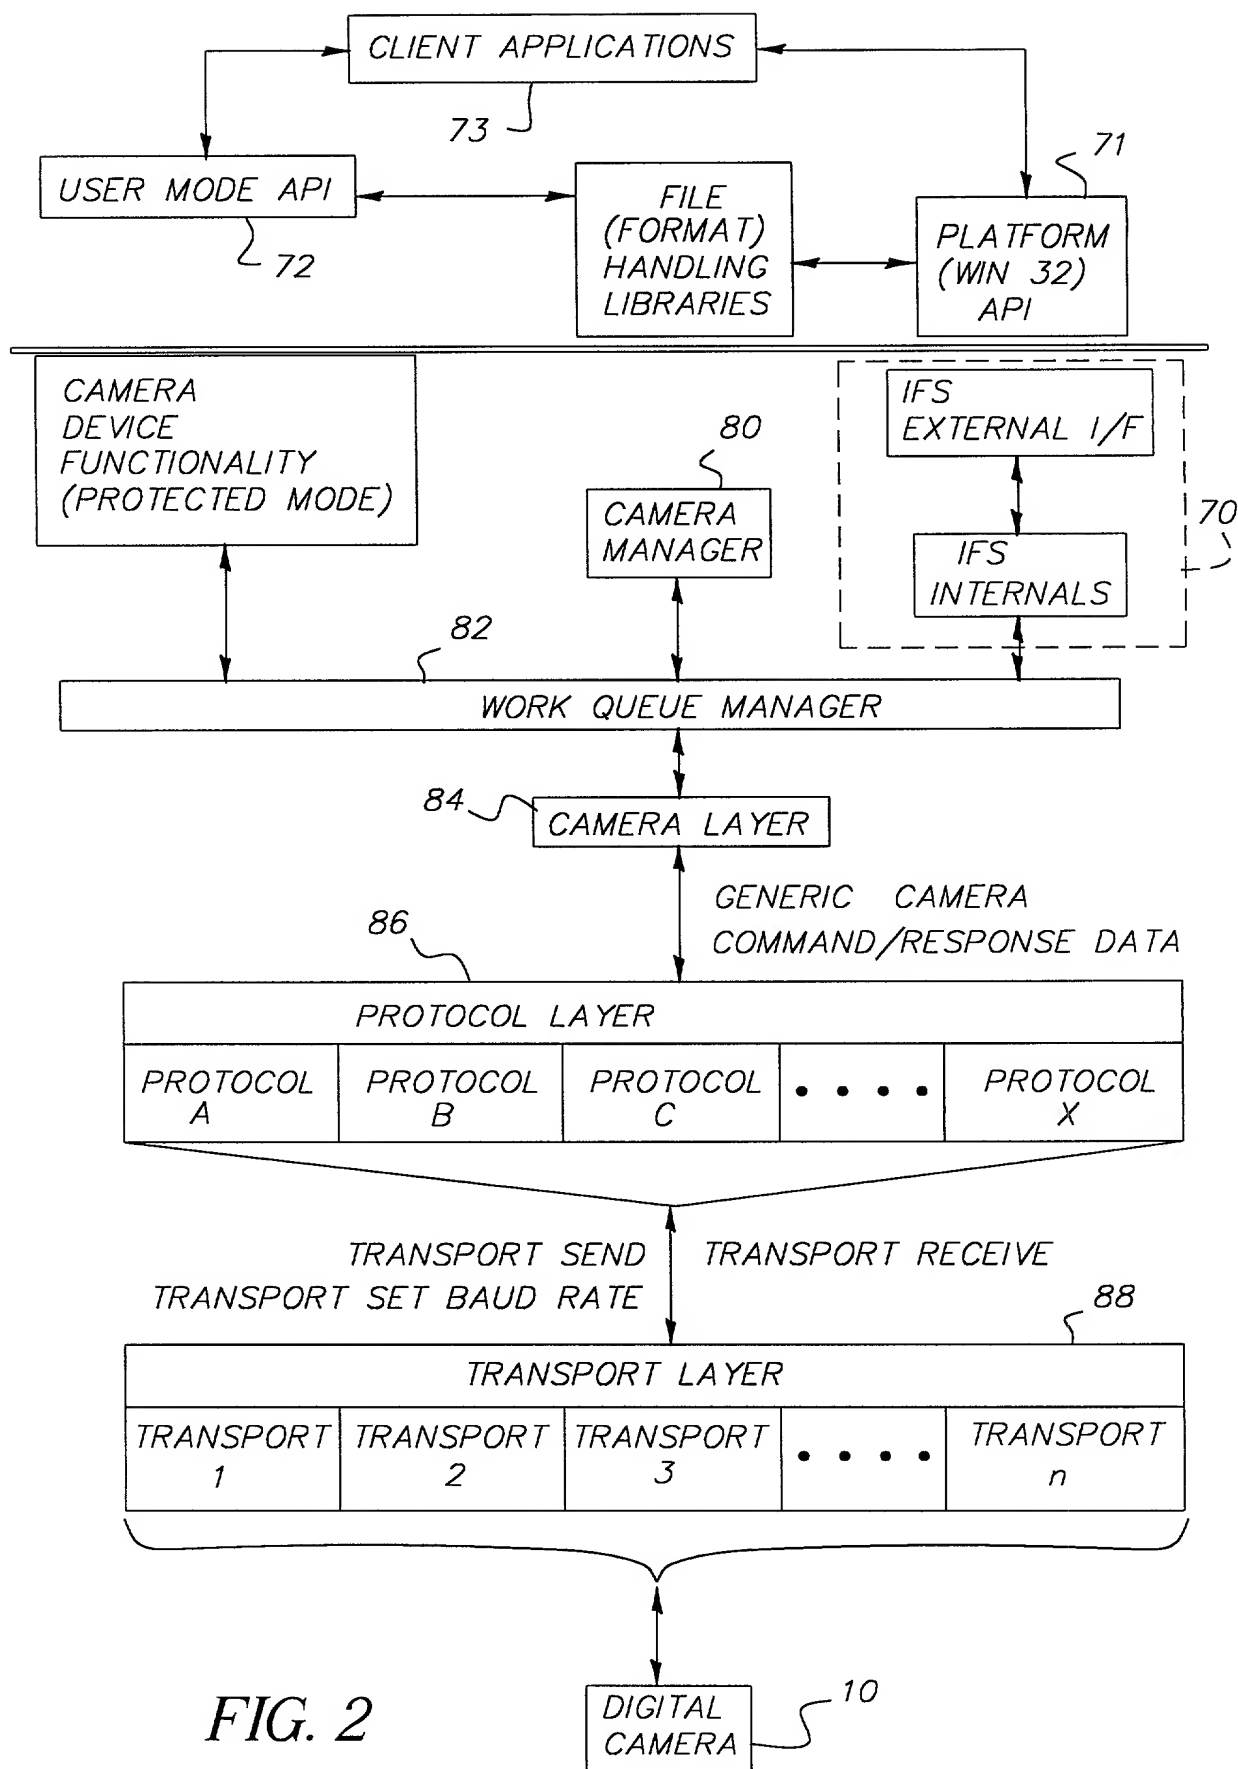 CLIENT APPLICATIONS
73
71
USER MODE API
72
FILE
(FORMAT)
HANDLING
LIBRARIES
PLATFORM
(WIN 32)
API
CAMERA
DEVICE
FUNCTIONALITY
(PROTECTED MODE)
80
CAMERA
MANAGER
IFS
EXTERNAL I/F
70
IFS
INTERNALS
82
WORK QUEUE MANAGER
84
CAMERA LAYER
GENERIC CAMERA
COMMAND/RESPONSE DATA
86
PROTOCOL LAYER
PROTOCOL
A
PROTOCOL
B
PROTOCOL
C
• • • •
PROTOCOL
X
TRANSPORT SEND
TRANSPORT SET BAUD RATE
TRANSPORT RECEIVE
88
TRANSPORT LAYER
TRANSPORT
1
TRANSPORT
2
TRANSPORT
3
• • • •
TRANSPORT
n
10
DIGITAL
CAMERA
FIG. 2